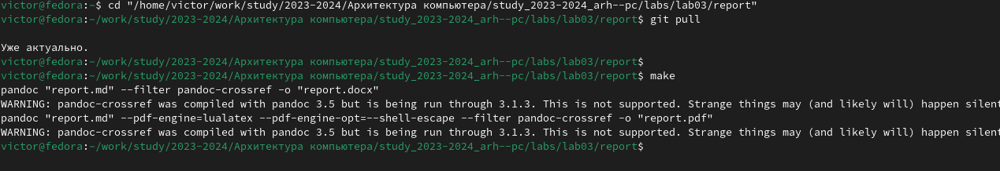 victor@fedora:~$ cd "/home/victor/work/study/2023-2024/Архитектура компьютера/study_2023-2024_arh--pc/labs/lab03/report"
victor@fedora:~/work/study/2023-2024/Архитектура компьютера/study_2023-2024_arh--pc/labs/lab03/report$ git pull
Уже актуально.
victor@fedora:~/work/study/2023-2024/Архитектура компьютера/study_2023-2024_arh--pc/labs/lab03/report$
victor@fedora:~/work/study/2023-2024/Архитектура компьютера/study_2023-2024_arh--pc/labs/lab03/report$ make
pandoc "report.md" --filter pandoc-crossref -o "report.docx"
WARNING: pandoc-crossref was compiled with pandoc 3.5 but is being run through 3.1.3. This is not supported. Strange things may (and likely will) happen silent
pandoc "report.md" --pdf-engine=lualatex --pdf-engine-opt=--shell-escape --filter pandoc-crossref -o "report.pdf"
WARNING: pandoc-crossref was compiled with pandoc 3.5 but is being run through 3.1.3. This is not supported. Strange things may (and likely will) happen silent
victor@fedora:~/work/study/2023-2024/Архитектура компьютера/study_2023-2024_arh--pc/labs/lab03/report$